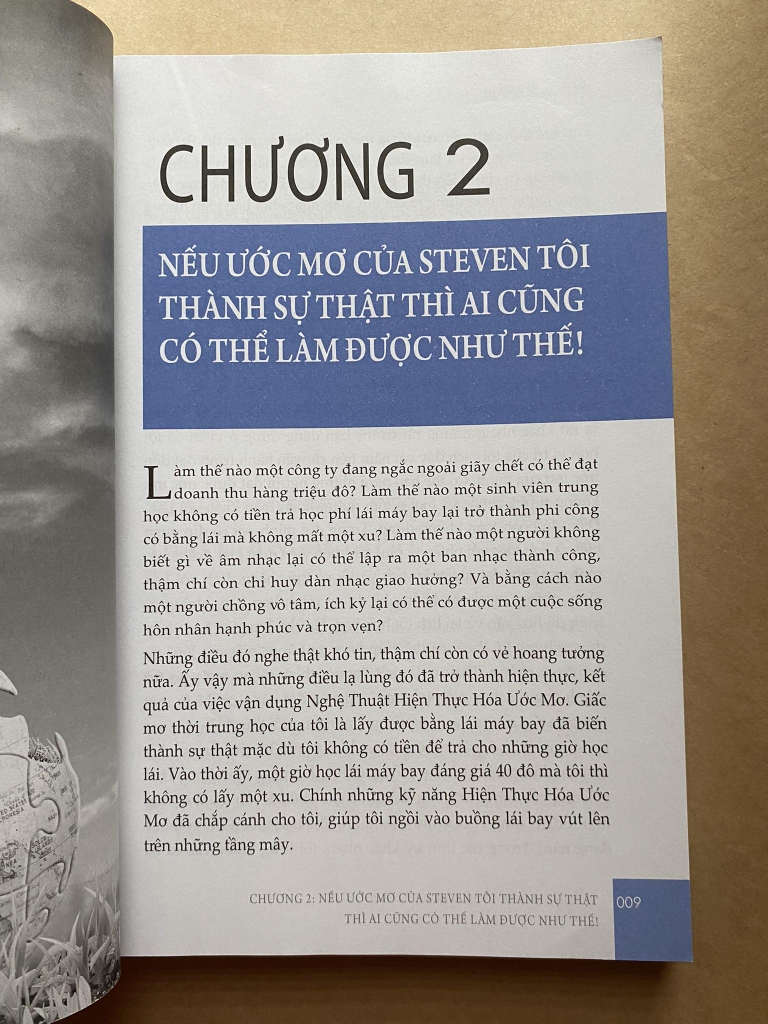 CHƯƠNG 2
NẾU ƯỚC MƠ CỦA STEVEN TÔI
THÀNH SỰ THẬT THÌ AI CŨNG
CÓ THỂ LÀM ĐƯỢC NHƯ THẾ!
Làm thế nào một công ty đang ngắc ngoải giãy chết có thể đạt
doanh thu hàng triệu đô? Làm thế nào một sinh viên trung
học không có tiền trả học phí lái máy bay lại trở thành phi công
có bằng lái mà không mất một xu? Làm thế nào một người không
biết gì về âm nhạc lại có thể lập ra một ban nhạc thành công,
thậm chí còn chỉ huy dàn nhạc giao hưởng? Và bằng cách nào
một người chồng vô tâm, ích kỷ lại có thể có được một cuộc sống
hôn nhân hạnh phúc và trọn vẹn?
Những điều đó nghe thật khó tin, thậm chí còn có vẻ hoang tưởng
nữa. Ấy vậy mà những điều lạ lùng đó đã trở thành hiện thực, kết
quả của việc vận dụng Nghệ Thuật Hiện Thực Hóa Ước Mơ. Giấc
mơ thời trung học của tôi là lấy được bằng lái máy bay đã biến
thành sự thật mặc dù tôi không có tiền để trả cho những giờ học
lái. Vào thời ấy, một giờ học lái máy bay đáng giá 40 đô mà tôi thì
không có lấy một xu. Chính những kỹ năng Hiện Thực Hóa Ước
Mơ đã chắp cánh cho tôi, giúp tôi ngồi vào buồng lái bay vút lên
trên những tầng mây.
CHƯƠNG 2: NẾU ƯỚC MƠ CỦA STEVEN TÔI THÀNH SỰ THẬT
THÌ AI CŨNG CÓ THỂ LÀM ĐƯỢC NHƯ THẾ!
009